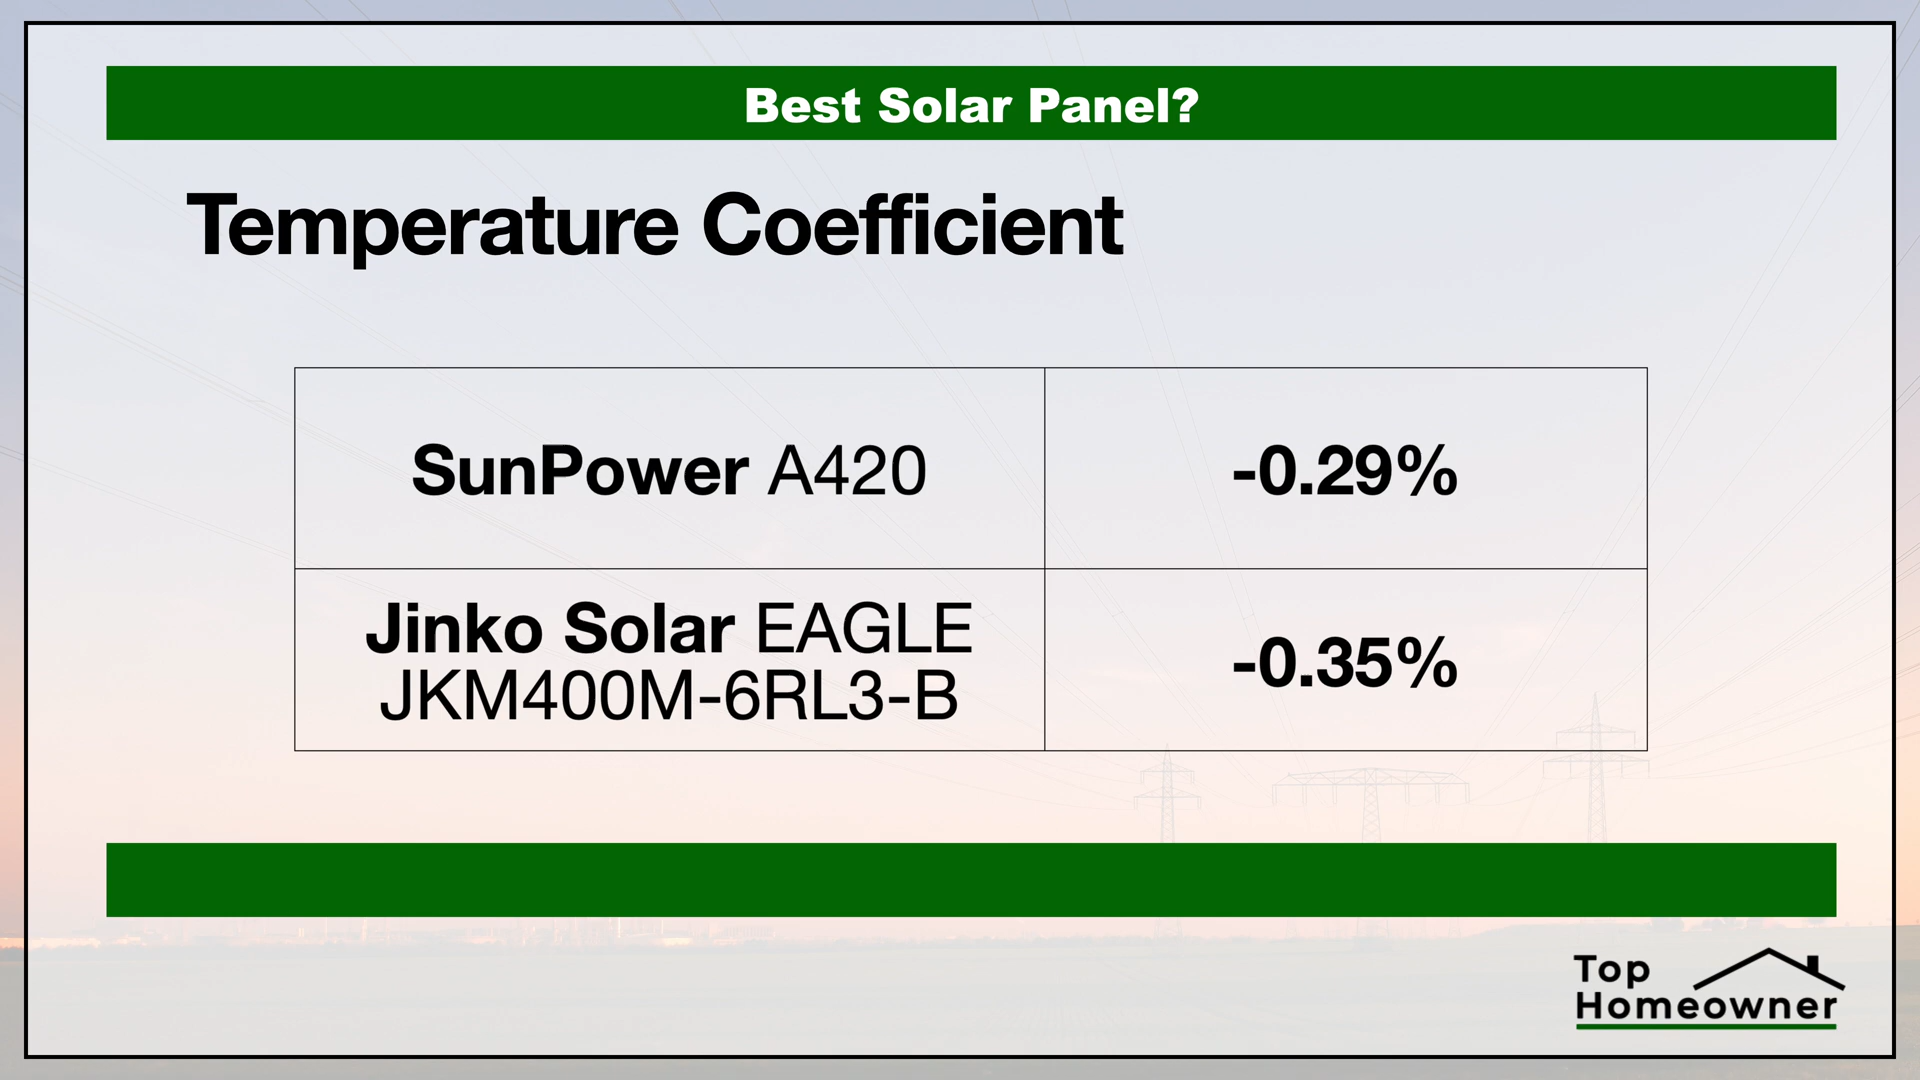 Best Solar Panel?
Temperature Coefficient
SunPower A420
-0.29%
Jinko Solar EAGLE
JKM400M-6RL3-B
-0.35%
Top
Homeowner